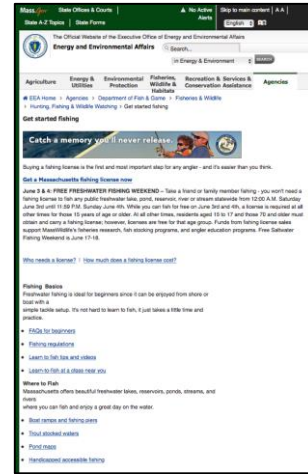 Mass.Gov State Offices & Courts No Active Alerts Skip to main content A A
State A-Z Topics State Forms English
The Official Website of the Executive Office of Energy and Environmental Affairs
Energy and Environmental Affairs Search...
in Energy & Environment SEARCH
Agriculture Energy & Utilities Environmental Protection Fisheries, Wildlife & Habitats Recreation & Conservation Services & Assistance Agencies
EEA Home > Agencies > Department of Fish & Game > Fisheries & Wildlife
> Hunting, Fishing & Wildlife Watching > Get started fishing
Get started fishing
Catch a memory you'll never release.
Buying a fishing license is the first and most important step for any angler - and it's easier than you think.
Get a Massachusetts fishing license now
June 3 & 4: FREE FRESHWATER FISHING WEEKEND – Take a friend or family member fishing - you won't need a
fishing license to fish any public freshwater lake, pond, reservoir, river or stream statewide from 12:00 A.M. Saturday
June 3rd until 11:59 P.M. Sunday June 4th. While you can fish for free on June 3rd and 4th, a license is required at all
other times for those 15 years of age or older. At all other times, residents aged 15 to 17 and those 70 and older must
obtain and carry a fishing license; however, licenses are free for that age group. Funds from fishing license sales
support MassWildlife's fisheries research, fish stocking programs, and angler education programs. Free Saltwater
Fishing Weekend is June 17-18.
Who needs a license? / How much does a fishing license cost?
Fishing Basics
Freshwater fishing is ideal for beginners since it can be enjoyed from shore or
boat with a
simple tackle setup. It's not hard to learn to fish, it just takes a little time and
practice.
FAQs for beginners
Fishing regulations
Learn to fish tips and videos
Learn to fish at a class near you
Where to Fish
Massachusetts offers beautiful freshwater lakes, reservoirs, ponds, streams, and
rivers
where you can fish and enjoy a great day on the water.
Boat ramps and fishing piers
Trout stocked waters
Pond maps
Handicapped accessible fishing